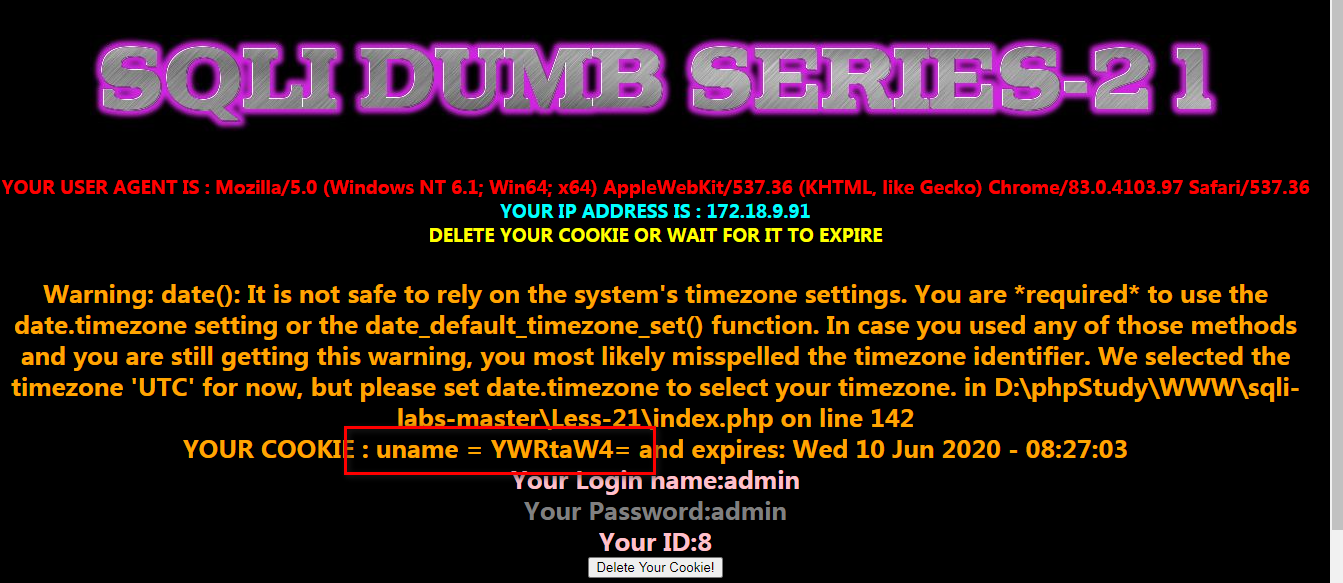 SQLI DUMB SERIES-21
YOUR USER AGENT IS : Mozilla/5.0 (Windows NT 6.1; Win64; x64) AppleWebKit/537.36 (KHTML, like Gecko) Chrome/83.0.4103.97 Safari/537.36
YOUR IP ADDRESS IS : 172.18.9.91
DELETE YOUR COOKIE OR WAIT FOR IT TO EXPIRE
Warning: date(): It is not safe to rely on the system's timezone settings. You are *required* to use the
date.timezone setting or the date_default_timezone_set() function. In case you used any of those methods
and you are still getting this warning, you most likely misspelled the timezone identifier. We selected the
timezone 'UTC' for now, but please set date.timezone to select your timezone. in D:\phpStudy\WWW\sqli-
labs-master\Less-21\index.php on line 142
YOUR COOKIE : uname = YWRtaW4= and expires: Wed 10 Jun 2020 - 08:27:03
Your Login name:admin
Your Password:admin
Your ID:8
Delete Your Cookie!